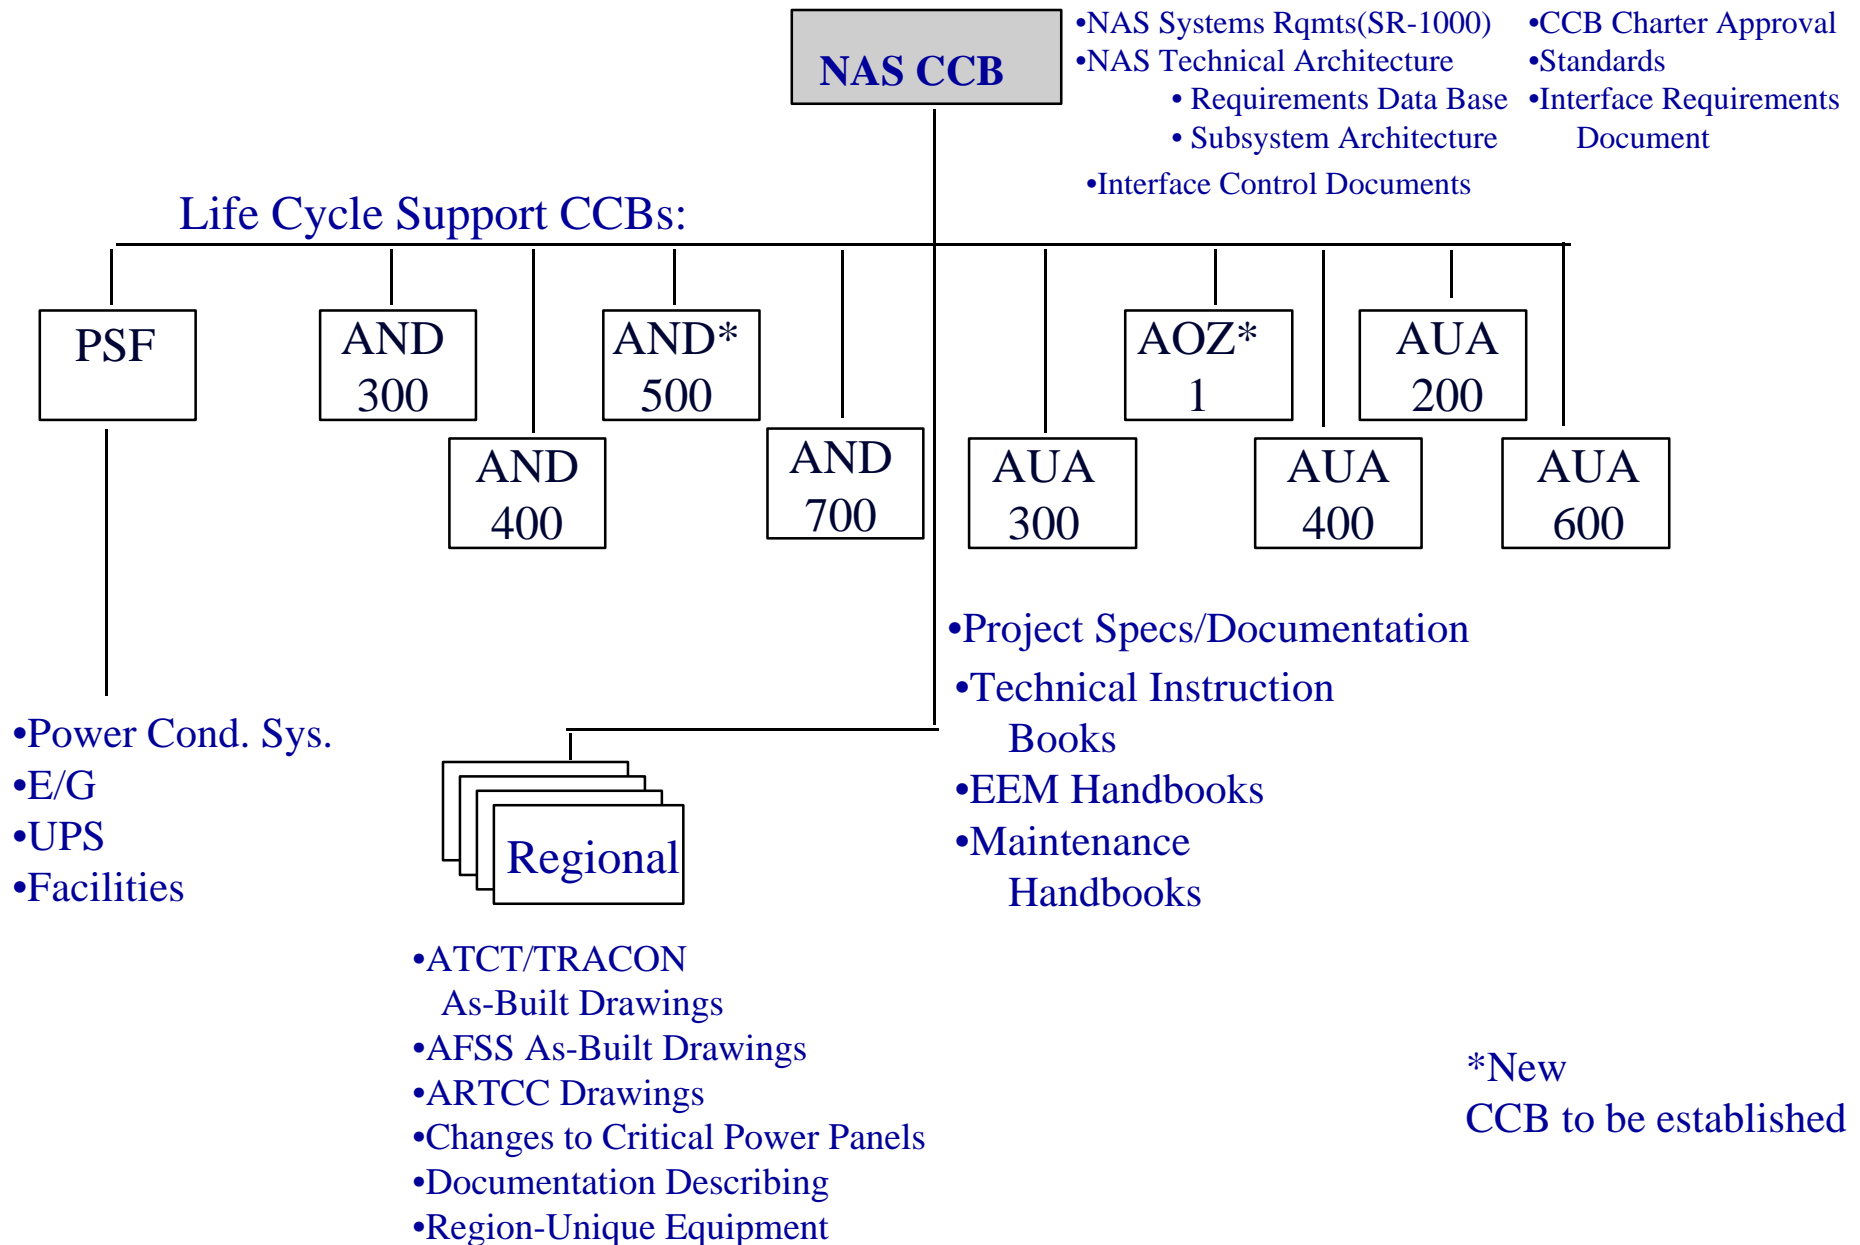 NAS CCB
•NAS Systems Rqmts(SR-1000)
•NAS Technical Architecture
• Requirements Data Base
• Subsystem Architecture
•Interface Control Documents
•CCB Charter Approval
•Standards
•Interface Requirements
Document
Life Cycle Support CCBs:
PSF
AND
300
AND
400
AND*
500
AND
700
AUA
300
AOZ*
1
AUA
400
AUA
200
AUA
600
•Power Cond. Sys.
•E/G
•UPS
•Facilities
Regional
•ATCT/TRACON
As-Built Drawings
•AFSS As-Built Drawings
•ARTCC Drawings
•Changes to Critical Power Panels
•Documentation Describing
•Region-Unique Equipment
•Project Specs/Documentation
•Technical Instruction
Books
•EEM Handbooks
•Maintenance
Handbooks
*New
CCB to be established